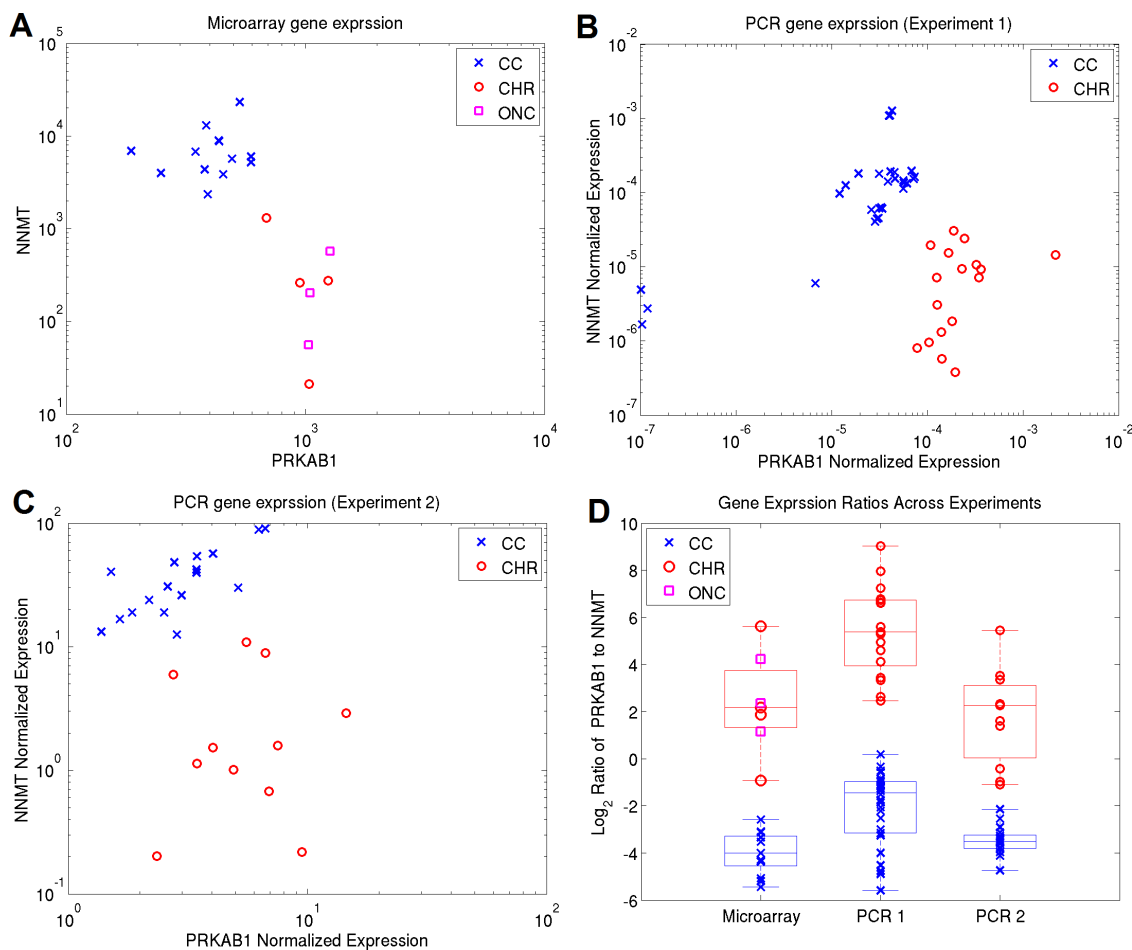 A
Microarray gene exprssion
10^5
10^4
10^3
10^2
10^1
NNMT
CC
CHR
ONC
10^2
10^3
10^4
PRKAB1
B
PCR gene exprssion (Experiment 1)
10^-2
10^-3
10^-4
10^-5
10^-6
10^-7
NNMT Normalized Expression
CC
CHR
10^-7
10^-6
10^-5
10^-4
10^-3
10^-2
PRKAB1 Normalized Expression
C
PCR gene exprssion (Experiment 2)
10^2
10^1
10^0
10^-1
NNMT Normalized Expression
CC
CHR
10^0
10^1
10^2
PRKAB1 Normalized Expression
D
Gene Exprssion Ratios Across Experiments
10
8
6
4
2
0
-2
-4
-6
Log2 Ratio of PRKAB1 to NNMT
CC
CHR
ONC
Microarray
PCR 1
PCR 2